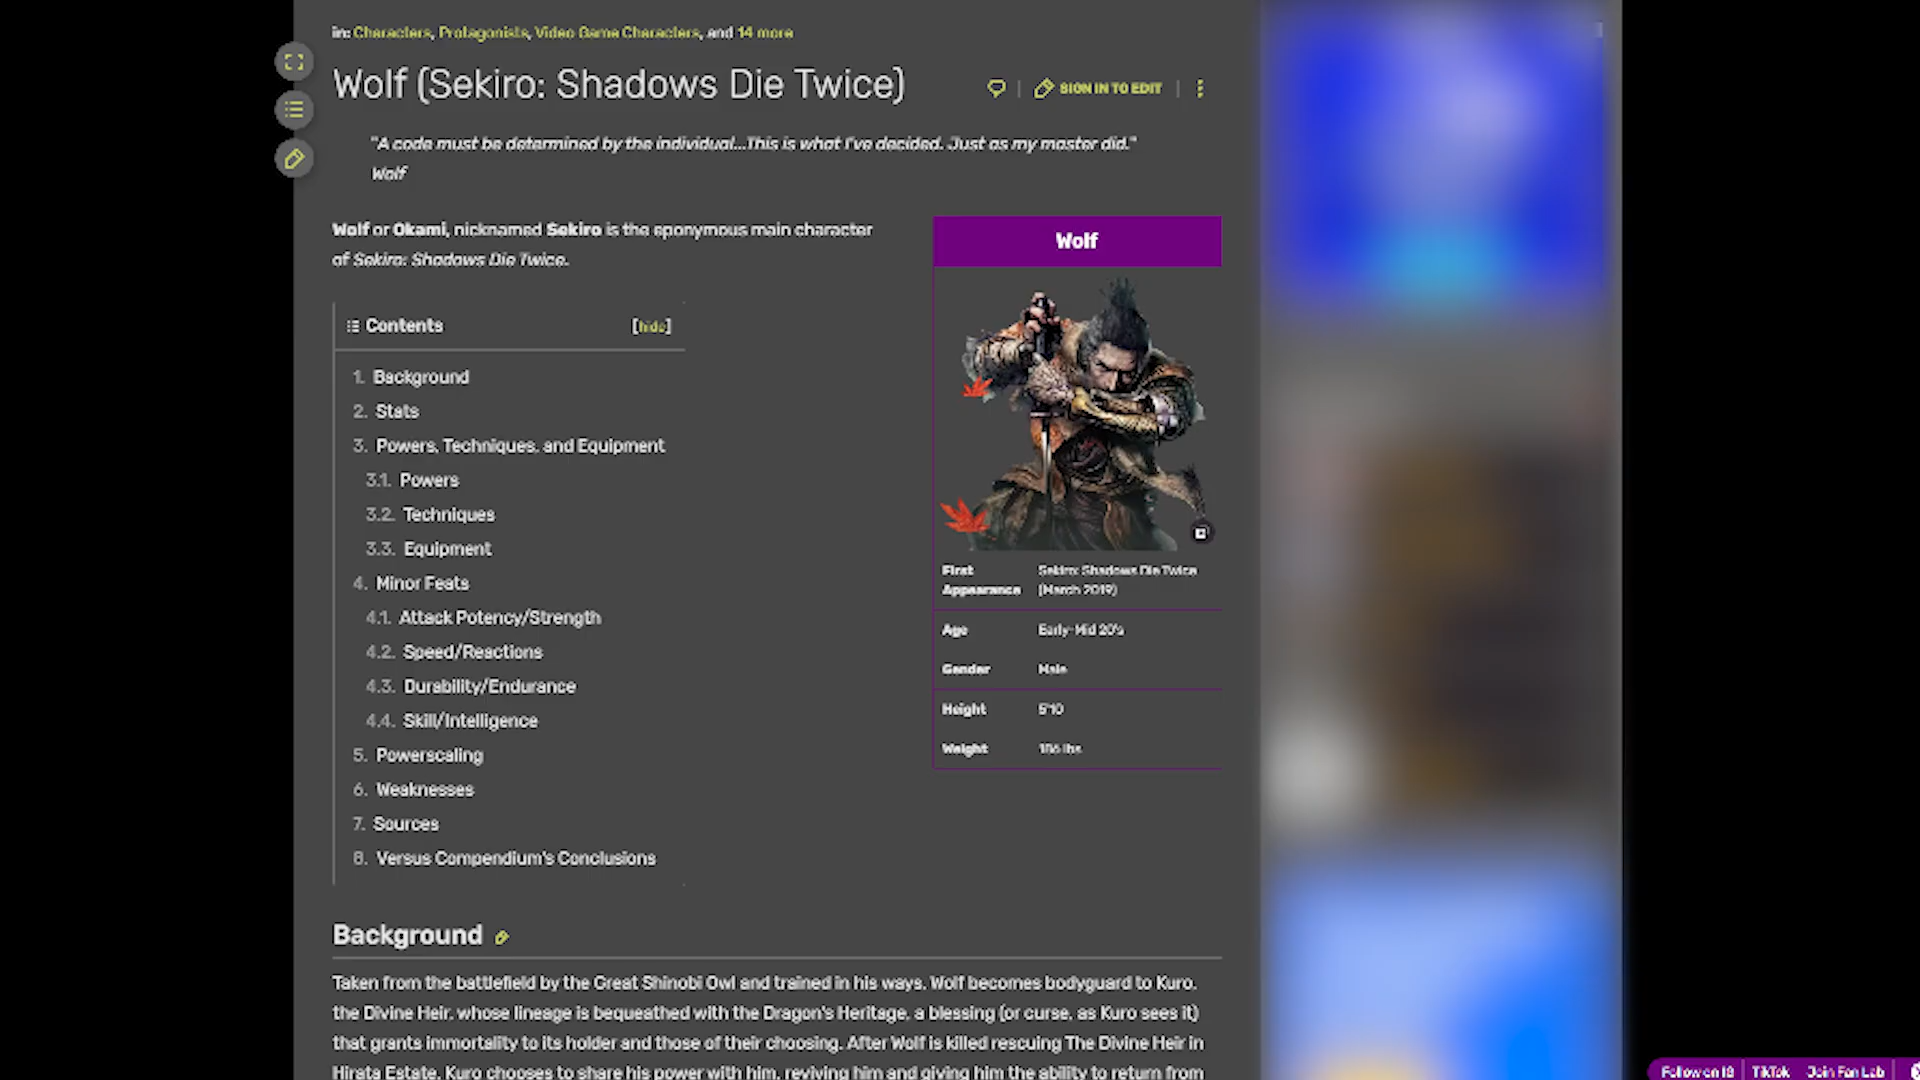 in: Characters, Protagonists, Video Game Characters, and 14 more
Wolf (Sekiro: Shadows Die Twice)
SIGN IN TO EDIT
"A code must be determined by the individual...This is what I've decided. Just as my master did."
Wolf
Wolf or Okami, nicknamed Sekiro is the eponymous main character
of Sekiro: Shadows Die Twice.
Contents [hide]
1. Background
2. Stats
3. Powers, Techniques, and Equipment
3.1. Powers
3.2. Techniques
3.3. Equipment
4. Minor Feats
4.1. Attack Potency/Strength
4.2. Speed/Reactions
4.3. Durability/Endurance
4.4. Skill/Intelligence
5. Powerscaling
6. Weaknesses
7. Sources
8. Versus Compendium's Conclusions
Wolf
First Appearance Sekiro: Shadows Die Twice (March 2019)
Age Early-Mid 20's
Gender Male
Height 5'10
Weight 186 lbs
Background
Taken from the battlefield by the Great Shinobi Owl and trained in his ways, Wolf becomes bodyguard to Kuro,
the Divine Heir, whose lineage is bequeathed with the Dragon's Heritage, a blessing (or curse, as Kuro sees it)
that grants immortality to its holder and those of their choosing. After Wolf is killed rescuing The Divine Heir in
Hirata Estate, Kuro chooses to share his power with him, reviving him and giving him the ability to return from
Follow on IG TikTok Join Fan Lab